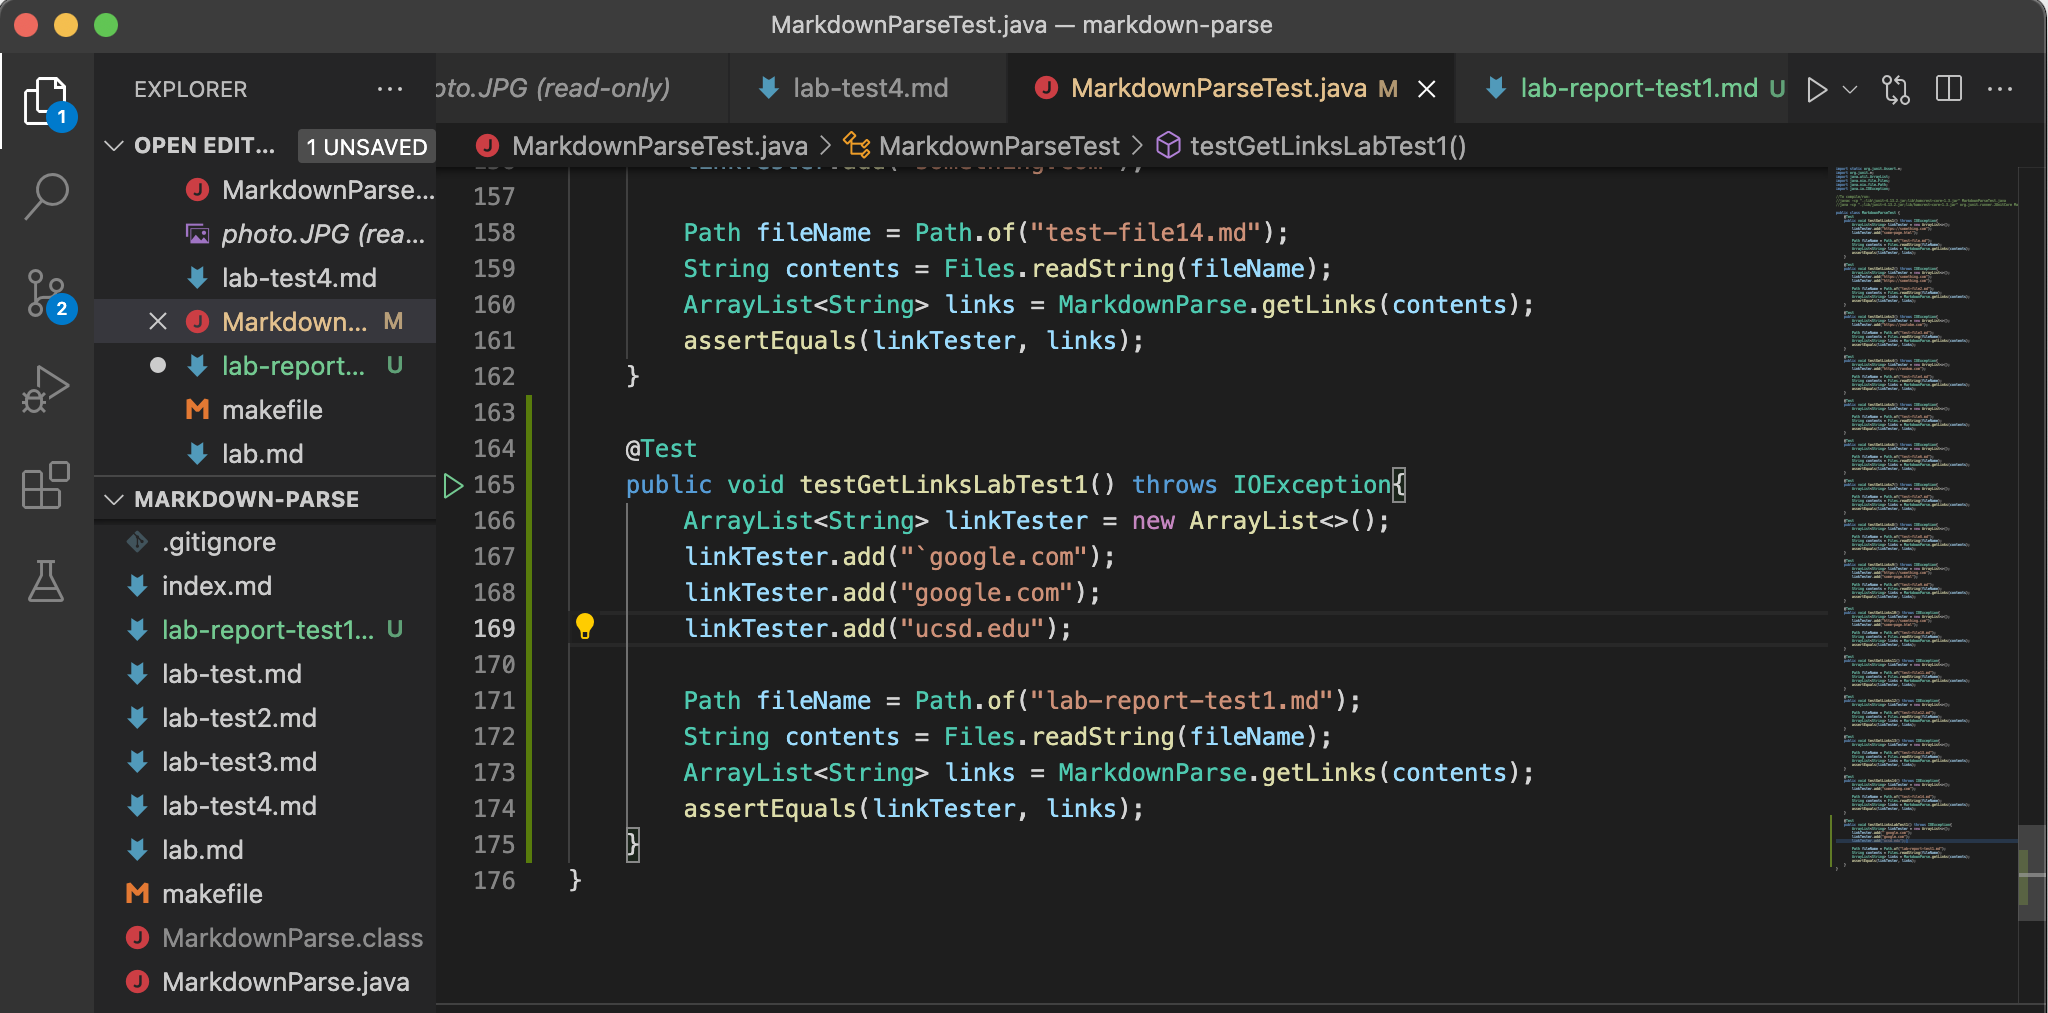 MarkdownParseTest.java — markdown-parse
EXPLORER ···
oto.JPG (read-only)
lab-test4.md
MarkdownParseTest.java M
lab-report-test1.md U
OPEN EDIT... 1 UNSAVED
MarkdownParse...
photo.JPG (rea...
lab-test4.md
Markdown... M
lab-report... U
makefile
lab.md
MARKDOWN-PARSE
.gitignore
index.md
lab-report-test1... U
lab-test.md
lab-test2.md
lab-test3.md
lab-test4.md
lab.md
makefile
MarkdownParse.class
MarkdownParse.java
1
2
MarkdownParseTest.java > MarkdownParseTest > testGetLinksLabTest1()
157
158 Path fileName = Path.of("test-file14.md");
159 String contents = Files.readString(fileName);
160 ArrayList<String> links = MarkdownParse.getLinks(contents);
161 assertEquals(linkTester, links);
162 }
163
164 @Test
165 public void testGetLinksLabTest1() throws IOException{
166 ArrayList<String> linkTester = new ArrayList<>();
167 linkTester.add("`google.com");
168 linkTester.add("google.com");
169 linkTester.add("ucsd.edu");
170
171 Path fileName = Path.of("lab-report-test1.md");
172 String contents = Files.readString(fileName);
173 ArrayList<String> links = MarkdownParse.getLinks(contents);
174 assertEquals(linkTester, links);
175 }
176 }